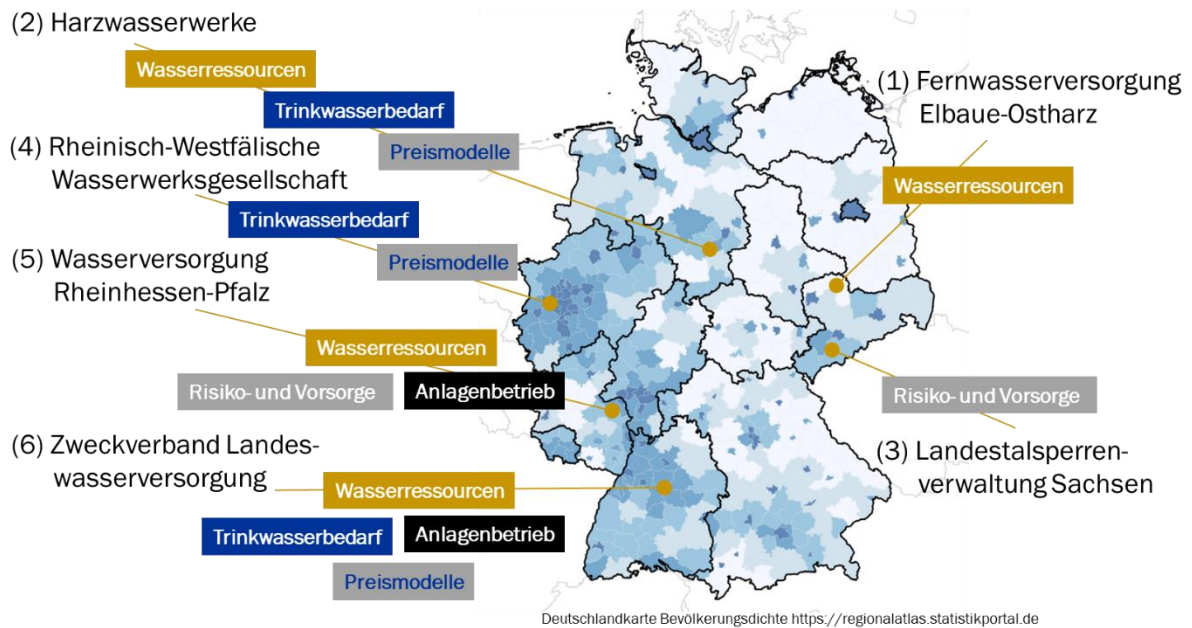 (2) Harzwasserwerke
Wasserressourcen
Trinkwasserbedarf
Preismodelle
(4) Rheinisch-Westfälische
Wasserwerksgesellschaft
Trinkwasserbedarf
Preismodelle
(5) Wasserversorgung
Rheinhessen-Pfalz
Wasserressourcen
Risiko- und Vorsorge
Anlagenbetrieb
(6) Zweckverband Landes-
wasserversorgung
Wasserressourcen
Trinkwasserbedarf
Anlagenbetrieb
Preismodelle
(1) Fernwasserversorgung
Elbaue-Ostharz
Wasserressourcen
Risiko- und Vorsorge
(3) Landestalsperren-
verwaltung Sachsen
Deutschlandkarte Bevölkerungsdichte https://regionalatlas.statistikportal.de